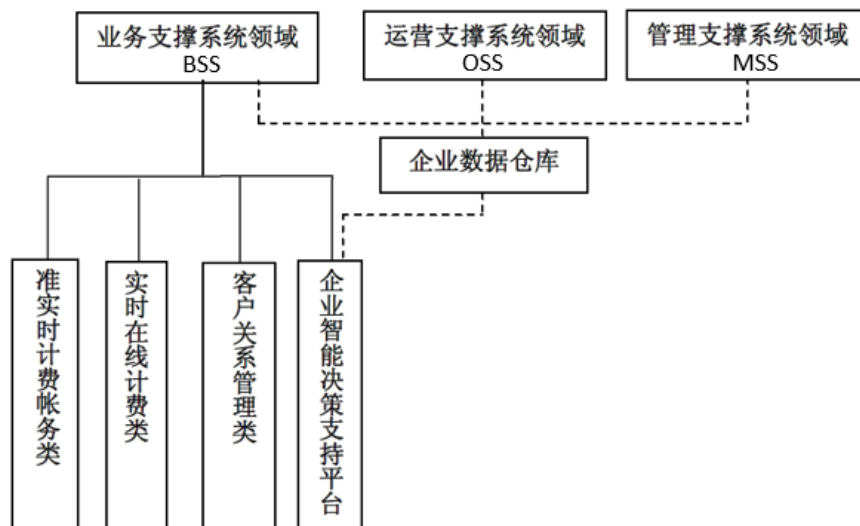 业务支撑系统领域
BSS
运营支撑系统领域
OSS
管理支撑系统领域
MSS
企业数据仓库
准实时计费帐务类
实时在线计费类
客户关系管理类
企业智能决策支持平台